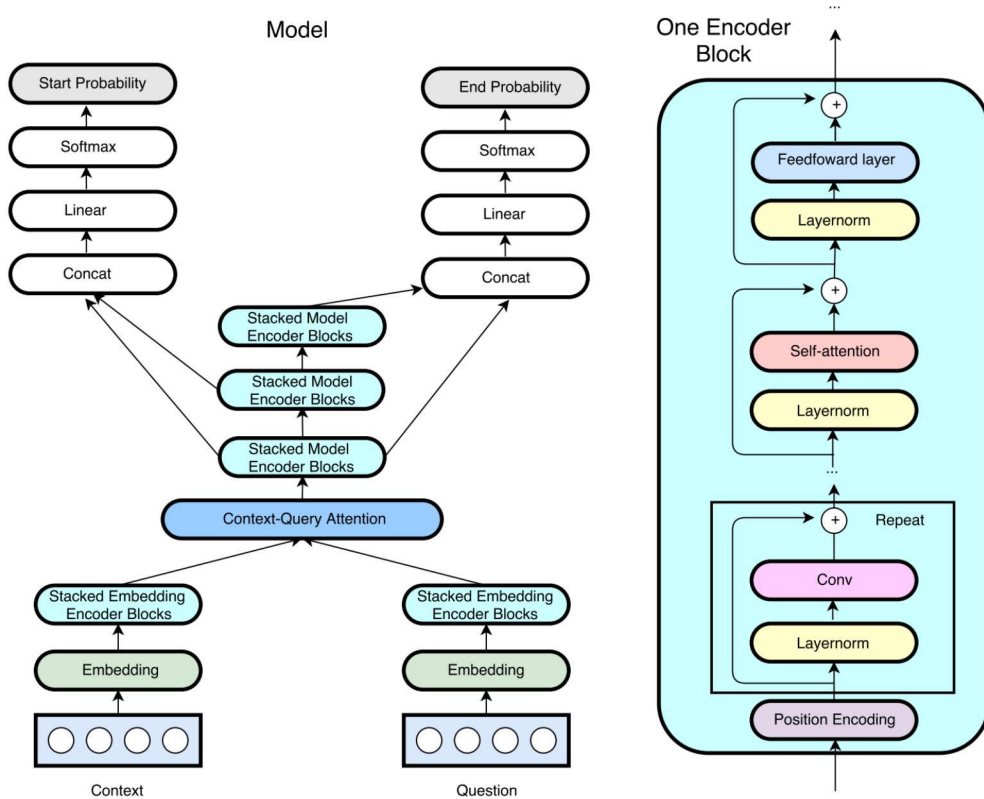 Model
Start Probability
Softmax
Linear
Concat
End Probability
Softmax
Linear
Concat
Stacked Model
Encoder Blocks
Stacked Model
Encoder Blocks
Stacked Model
Encoder Blocks
Context-Query Attention
Stacked Embedding
Encoder Blocks
Stacked Embedding
Encoder Blocks
Embedding
Embedding
Context
Question
One Encoder
Block
...
+
Feedfoward layer
Layernorm
+
Self-attention
Layernorm
...
+
Repeat
Conv
Layernorm
Position Encoding